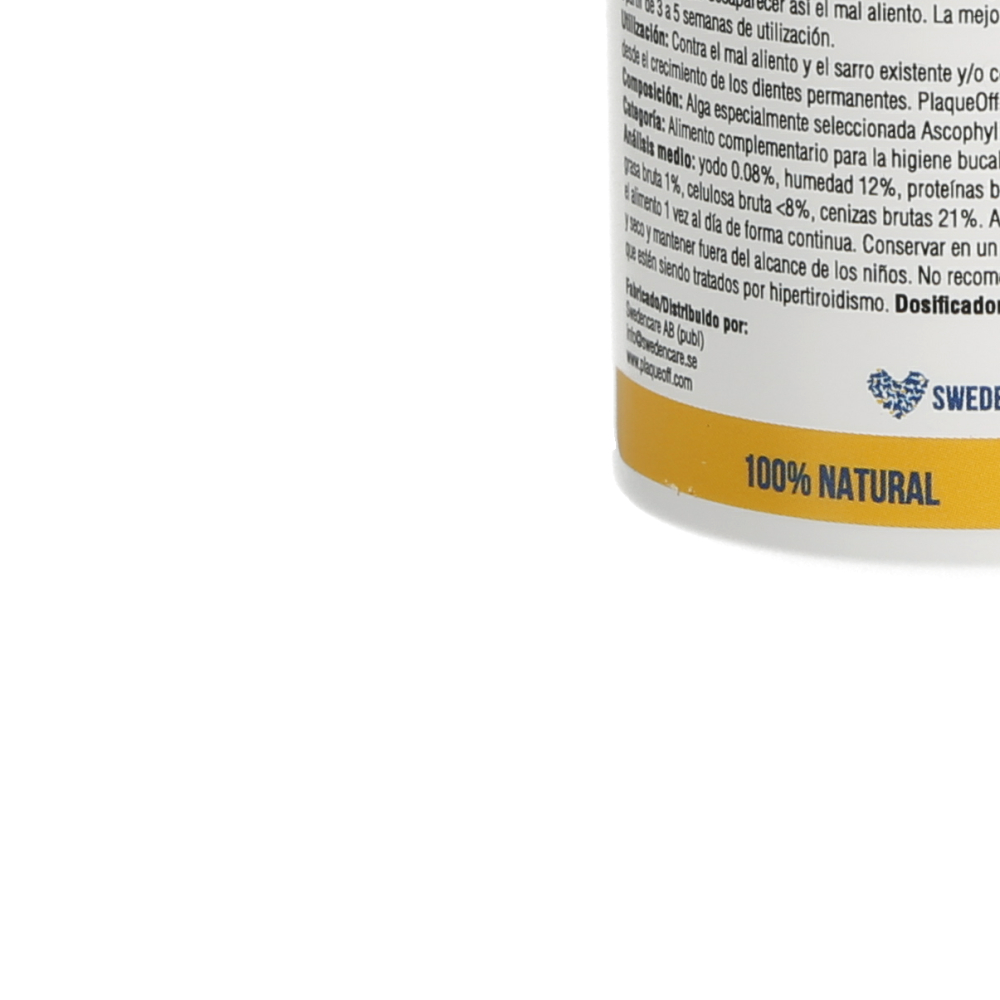 desaparecer así el mal aliento. La mejo
partir de 3 a 5 semanas de utilización.
Utilización: Contra el mal aliento y el sarro existente y/o c
desde el crecimiento de los dientes permanentes. PlaqueOff
Composición: Alga especialmente seleccionada Ascophyl
Categoría: Alimento complementario para la higiene bucal
Análisis medio: yodo 0.08%, humedad 12%, proteínas b
grasa bruta 1%, celulosa bruta <8%, cenizas brutas 21%. A
el alimento 1 vez al día de forma continua. Conservar en un
y seco y mantener fuera del alcance de los niños. No recome
que estén siendo tratados por hipertiroidismo. Dosificador
Fabricado/Distribuido por:
Swedencare AB (publ)
info@swedencare.se
www.plaqueoff.com
SWEDE
100% NATURAL